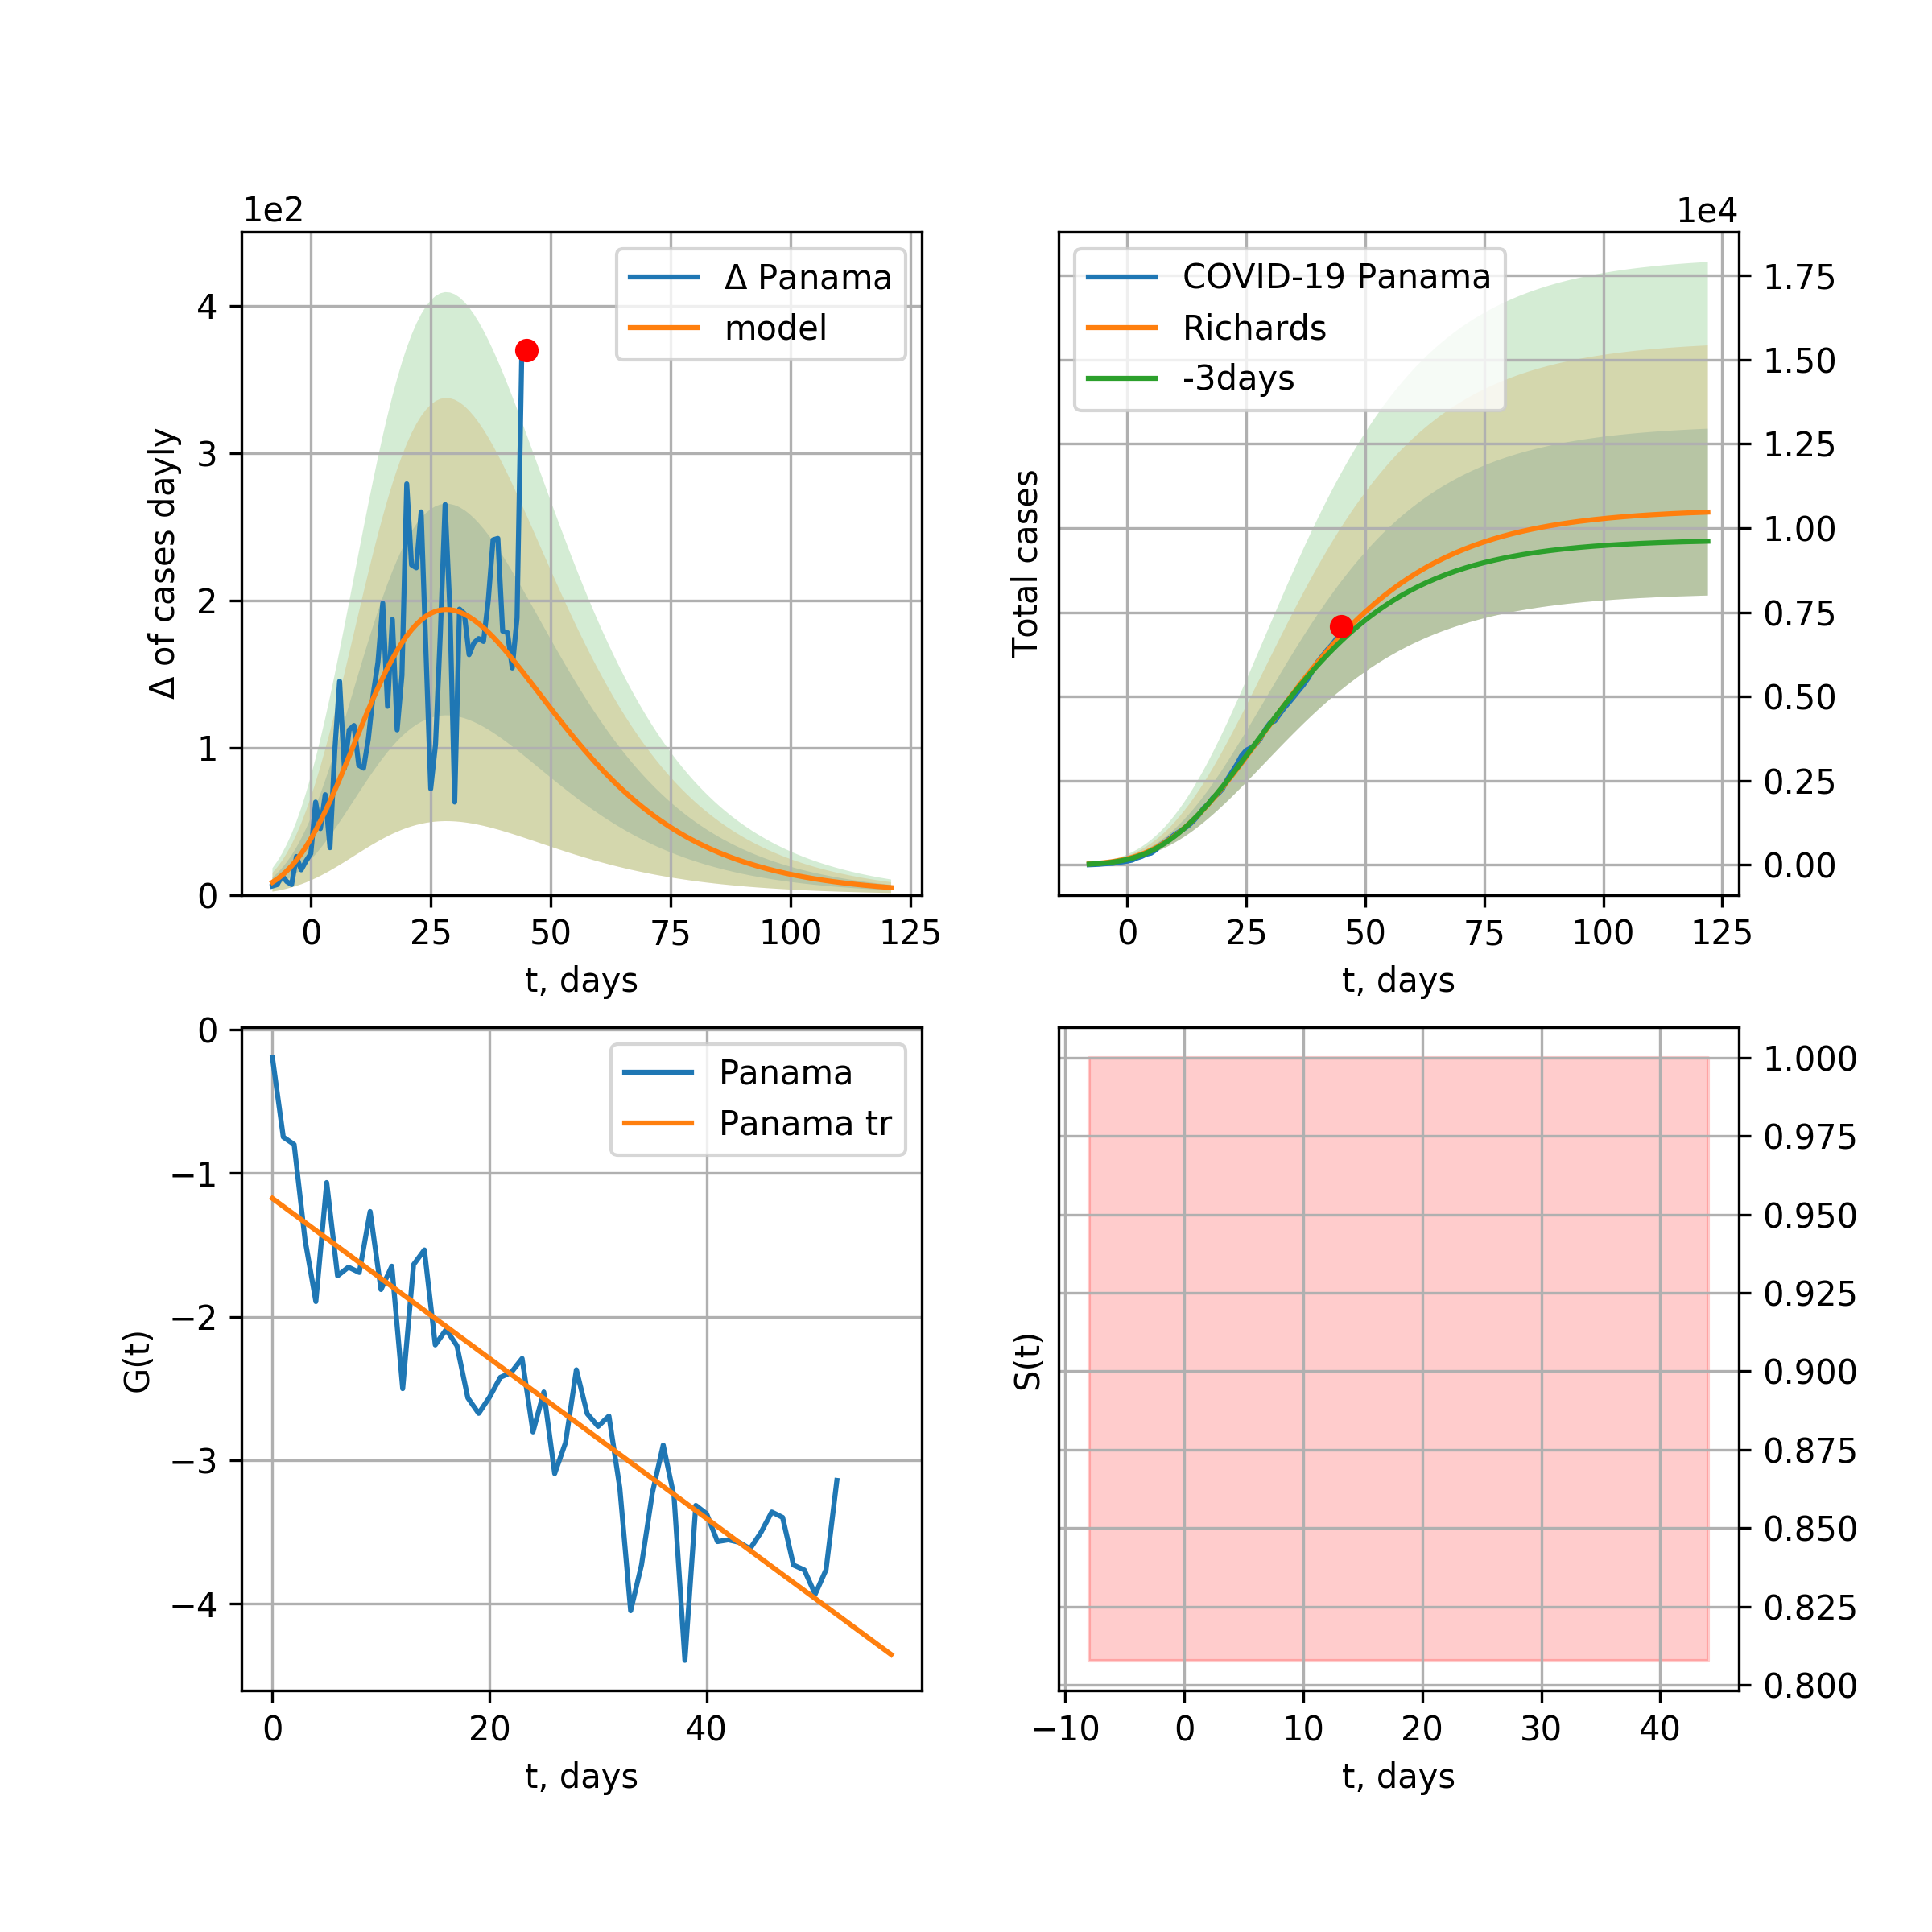 1e2
Δ of cases dayly
4
3
2
1
0
Δ Panama
model
0 25 50 75 100 125
t, days
1e4
Total cases
COVID-19 Panama
Richards
-3days
1.75
1.50
1.25
1.00
0.75
0.50
0.25
0.00
0 25 50 75 100 125
t, days
G(t)
0
−1
−2
−3
−4
Panama
Panama tr
0 20 40
t, days
S(t)
1.000
0.975
0.950
0.925
0.900
0.875
0.850
0.825
0.800
−10 0 10 20 30 40
t, days